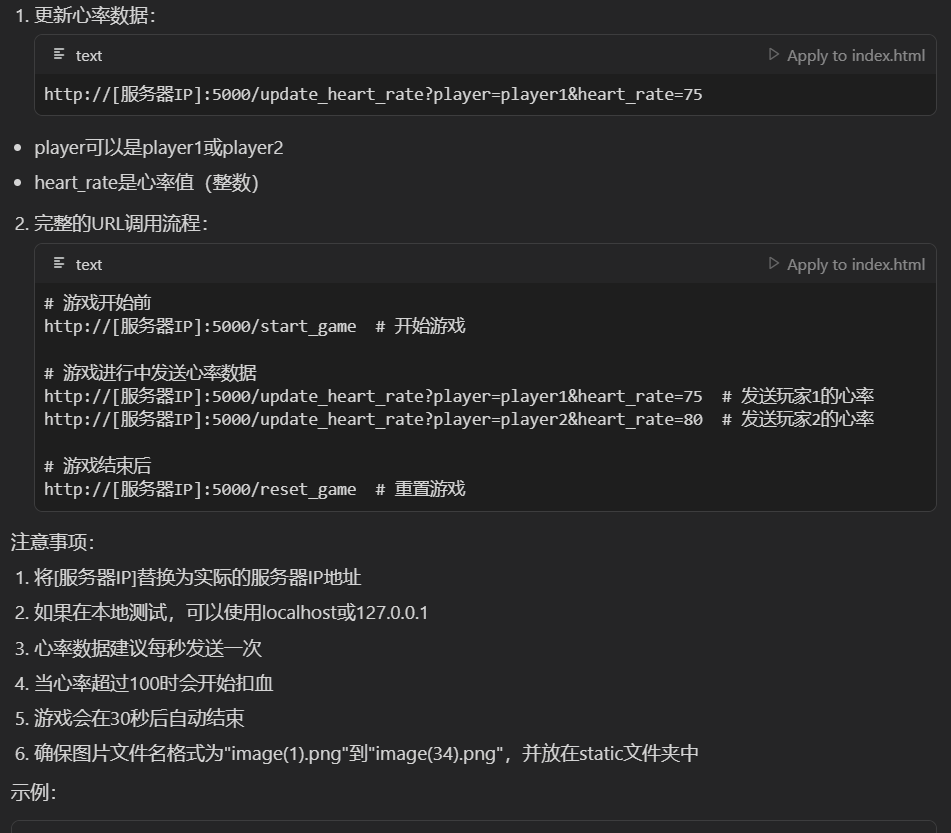 1. 更新心率数据：
text
Apply to index.html
http://[服务器IP]:5000/update_heart_rate?player=player1&heart_rate=75
• player可以是player1或player2
• heart_rate是心率值（整数）
2. 完整的URL调用流程：
text
Apply to index.html
# 游戏开始前
http://[服务器IP]:5000/start_game  # 开始游戏
# 游戏进行中发送心率数据
http://[服务器IP]:5000/update_heart_rate?player=player1&heart_rate=75  # 发送玩家1的心率
http://[服务器IP]:5000/update_heart_rate?player=player2&heart_rate=80  # 发送玩家2的心率
# 游戏结束后
http://[服务器IP]:5000/reset_game  # 重置游戏
注意事项：
1. 将[服务器IP]替换为实际的服务器IP地址
2. 如果在本地测试，可以使用localhost或127.0.0.1
3. 心率数据建议每秒发送一次
4. 当心率超过100时会开始扣血
5. 游戏会在30秒后自动结束
6. 确保图片文件名格式为"image(1).png"到"image(34).png"，并放在static文件夹中
示例：